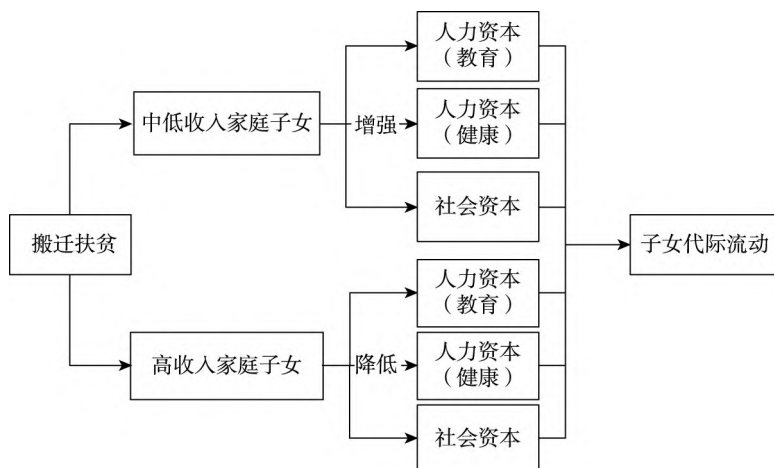 人力资本
（教育）
中低收入家庭子女
增强
人力资本
（健康）
社会资本
搬迁扶贫
子女代际流动
人力资本
（教育）
高收入家庭子女
降低
人力资本
（健康）
社会资本